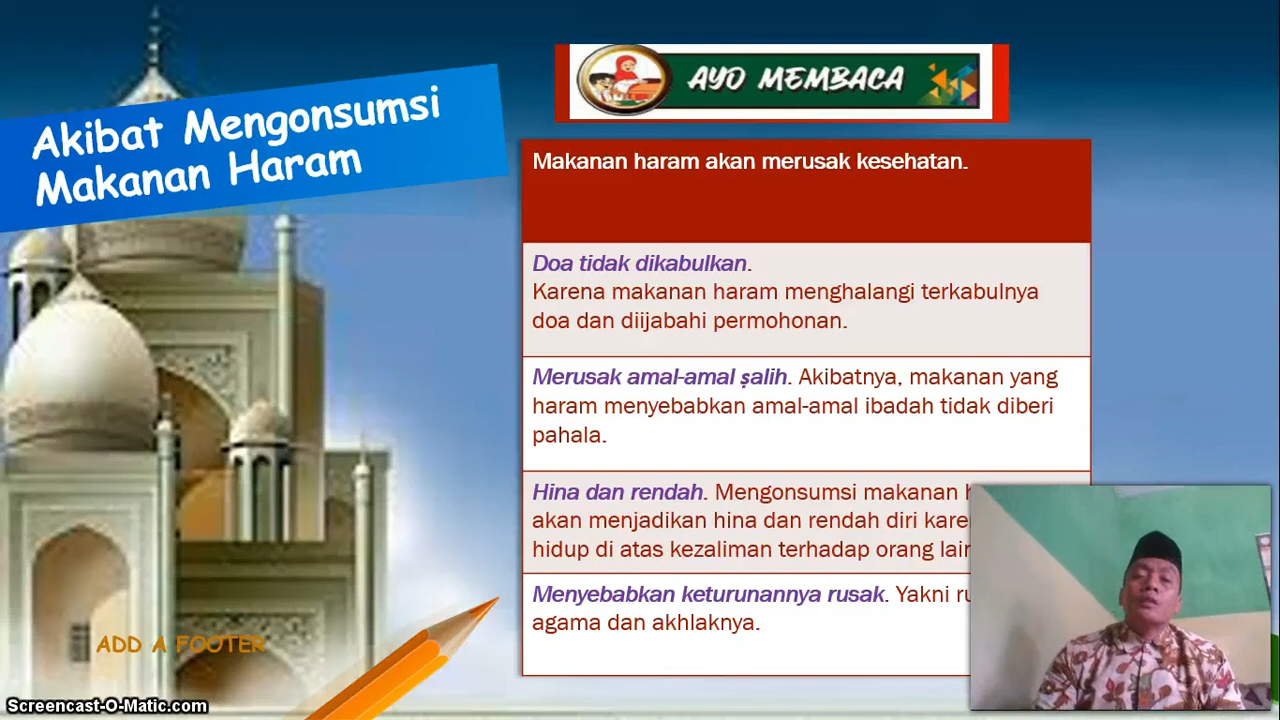 Akibat Mengonsumsi
Makanan Haram
AYO MEMBACA
Makanan haram akan merusak kesehatan.
Doa tidak dikabulkan.
Karena makanan haram menghalangi terkabulnya
doa dan diijabahi permohonan.
Merusak amal-amal ṣalih. Akibatnya, makanan yang
haram menyebabkan amal-amal ibadah tidak diberi
pahala.
Hina dan rendah. Mengonsumsi makanan
akan menjadikan hina dan rendah diri
hidup di atas kezaliman terhadap orang
Menyebabkan keturunannya rusak. Yakni
agama dan akhlaknya.
ADD A FOOTER
Screencast-O-Matic.com